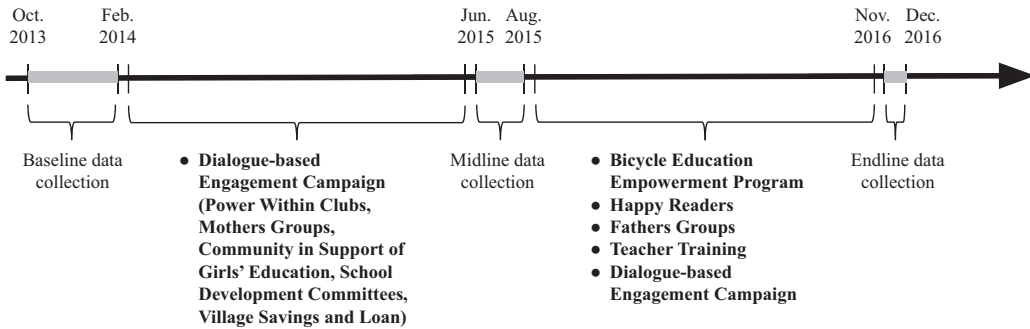 Oct.
2013
Feb.
2014
Jun.
2015
Aug.
2015
Nov.
2016
Dec.
2016
Baseline data
collection
● Dialogue-based
Engagement Campaign
(Power Within Clubs,
Mothers Groups,
Community in Support of
Girls’ Education, School
Development Committees,
Village Savings and Loan)
Midline data
collection
● Bicycle Education
Empowerment Program
● Happy Readers
● Fathers Groups
● Teacher Training
● Dialogue-based
Engagement Campaign
Endline data
collection